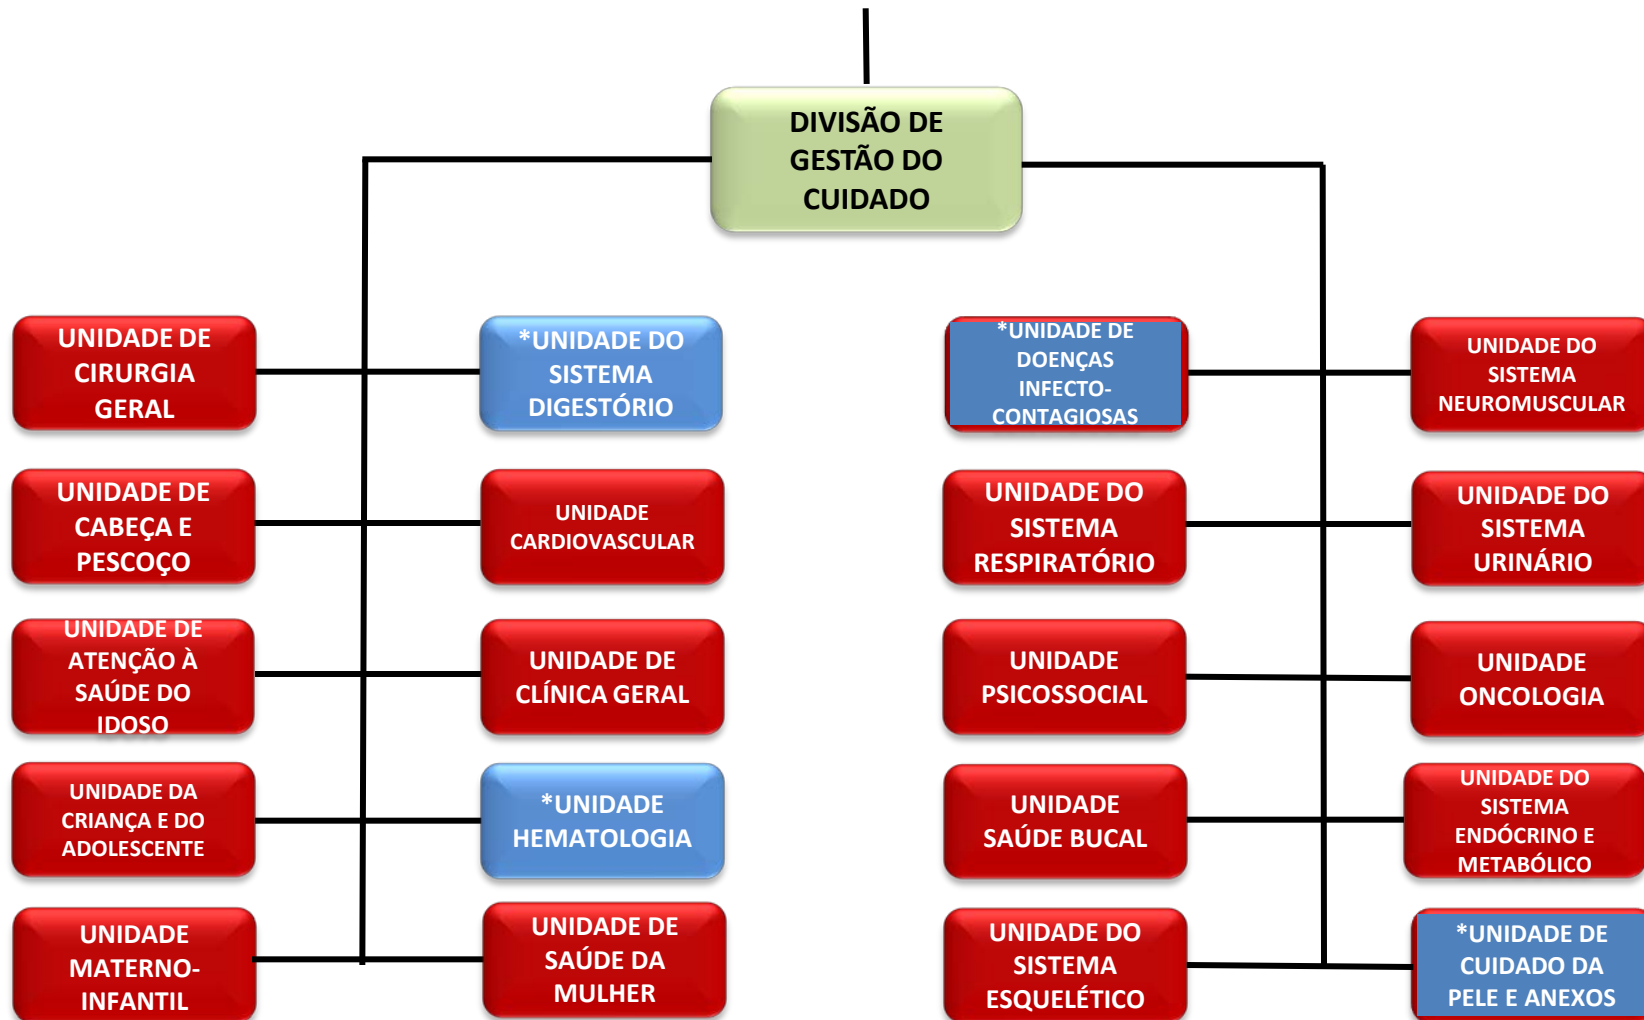 DIVISÃO DE
GESTÃO DO
CUIDADO
UNIDADE DE
CIRURGIA
GERAL
*UNIDADE DO
SISTEMA
DIGESTÓRIO
*UNIDADE DE
DOENÇAS
INFECTO-
CONTAGIOSAS
UNIDADE DO
SISTEMA
NEUROMUSCULAR
UNIDADE DE
CABEÇA E
PESCOÇO
UNIDADE
CARDIOVASCULAR
UNIDADE DO
SISTEMA
RESPIRATÓRIO
UNIDADE DO
SISTEMA
URINÁRIO
UNIDADE DE
ATENÇÃO À
SAÚDE DO
IDOSO
UNIDADE DE
CLÍNICA GERAL
UNIDADE
PSICOSSOCIAL
UNIDADE
ONCOLOGIA
UNIDADE DA
CRIANÇA E DO
ADOLESCENTE
*UNIDADE
HEMATOLOGIA
UNIDADE
SAÚDE BUCAL
UNIDADE DO
SISTEMA
ENDÓCRINO E
METABÓLICO
UNIDADE
MATERNO-
INFANTIL
UNIDADE DE
SAÚDE DA
MULHER
UNIDADE DO
SISTEMA
ESQUELÉTICO
*UNIDADE DE
CUIDADO DA
PELE E ANEXOS